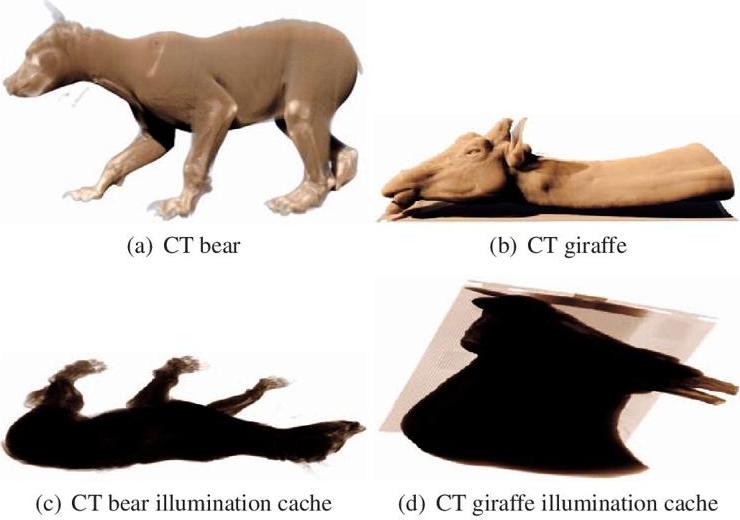 (a) CT bear
(b) CT giraffe
(c) CT bear illumination cache
(d) CT giraffe illumination cache